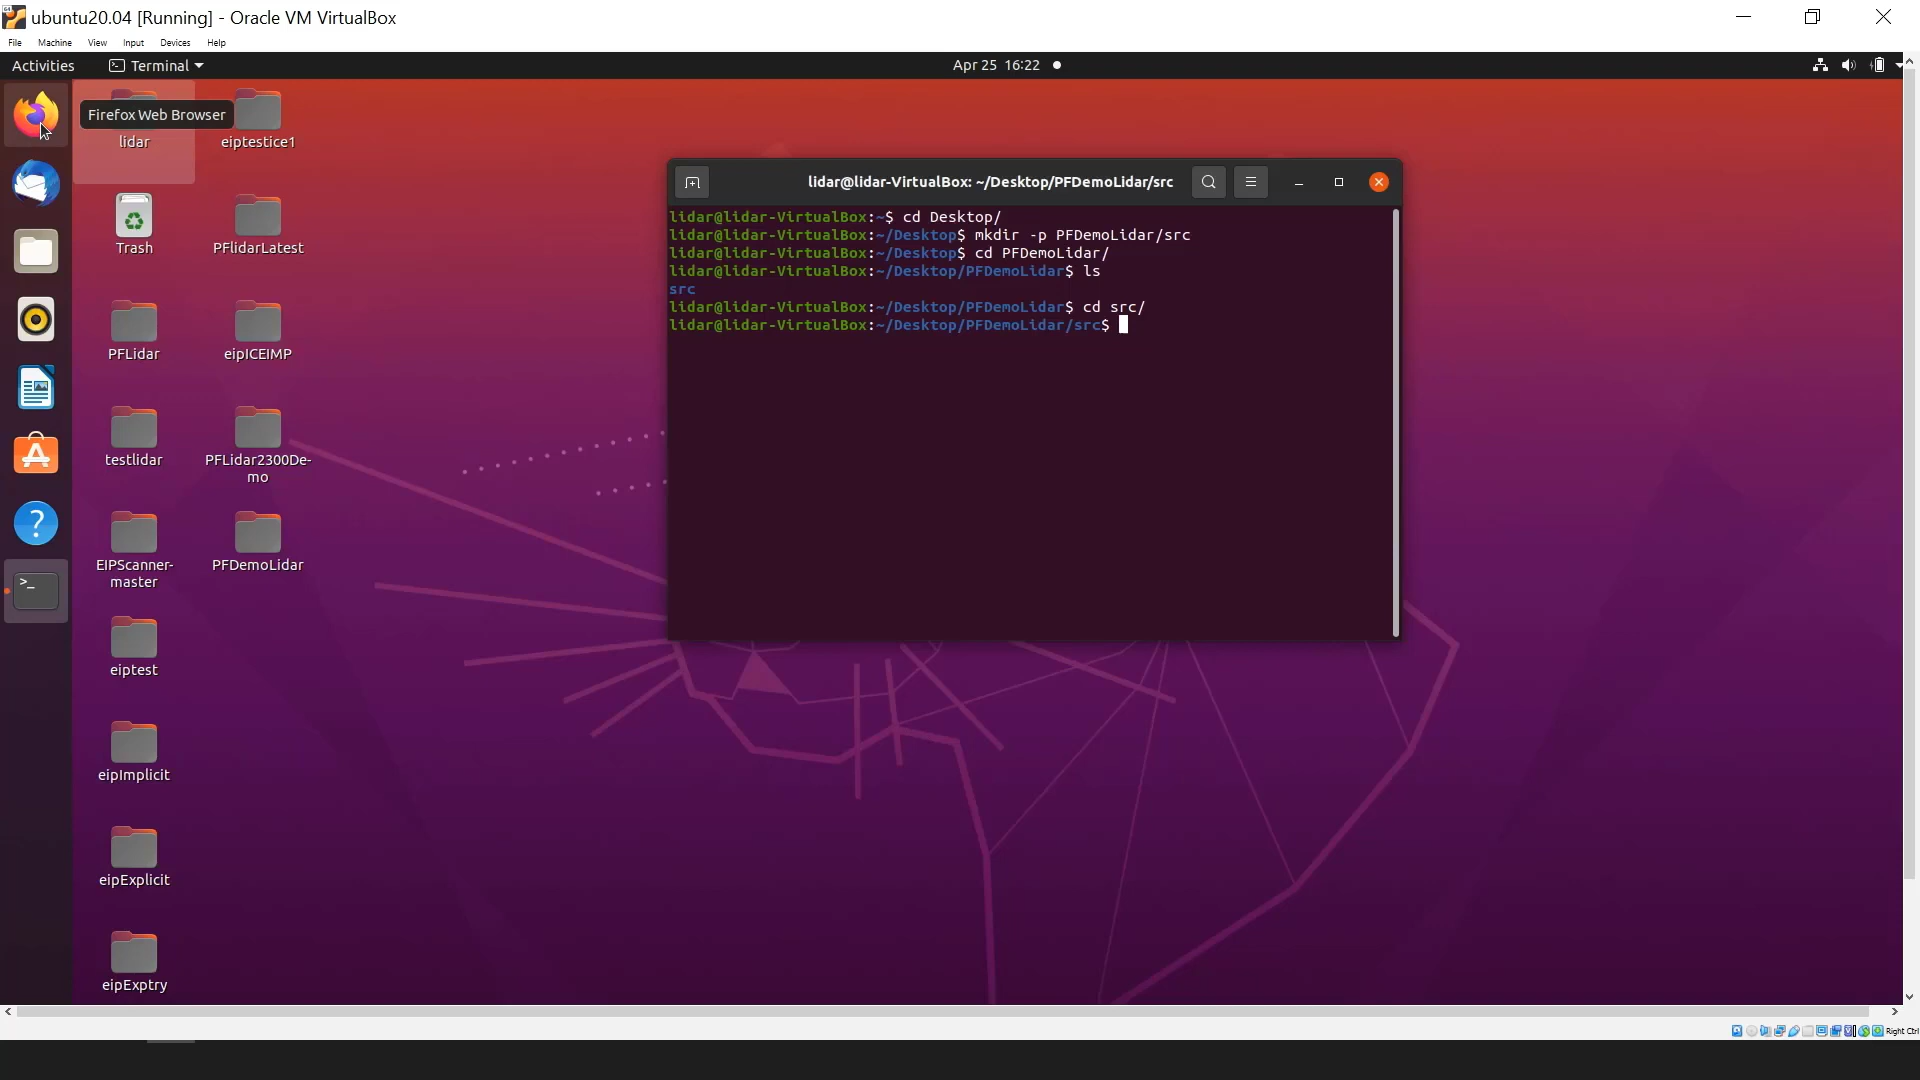 ubuntu20.04 [Running] - Oracle VM VirtualBox
File Machine View Input Devices Help
Activities Terminal Apr 25 16:22
Firefox Web Browser
lidar
eiptestice1
Trash
PFlidarLatest
PFLidar
eipICEIMP
testlidar
PFLidar2300De-
mo
EIPScanner-
master
PFDemoLidar
eiptest
eipImplicit
eipExplicit
eipExptry
lidar@lidar-VirtualBox: ~/Desktop/PFDemoLidar/src
lidar@lidar-VirtualBox:~$ cd Desktop/
lidar@lidar-VirtualBox:~/Desktop$ mkdir -p PFDemoLidar/src
lidar@lidar-VirtualBox:~/Desktop$ cd PFDemoLidar/
lidar@lidar-VirtualBox:~/Desktop/PFDemoLidar$ ls
src
lidar@lidar-VirtualBox:~/Desktop/PFDemoLidar$ cd src/
lidar@lidar-VirtualBox:~/Desktop/PFDemoLidar/src$
Right Ctrl